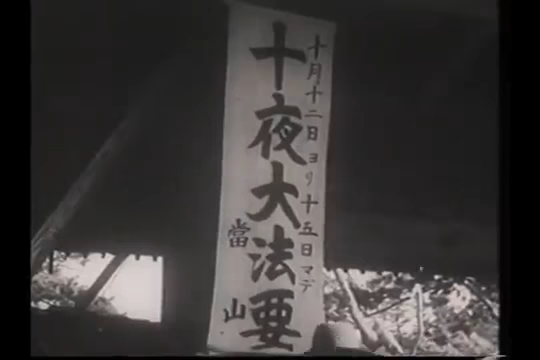 十月十二日ヨリ十五日マデ
十夜大法要
當山